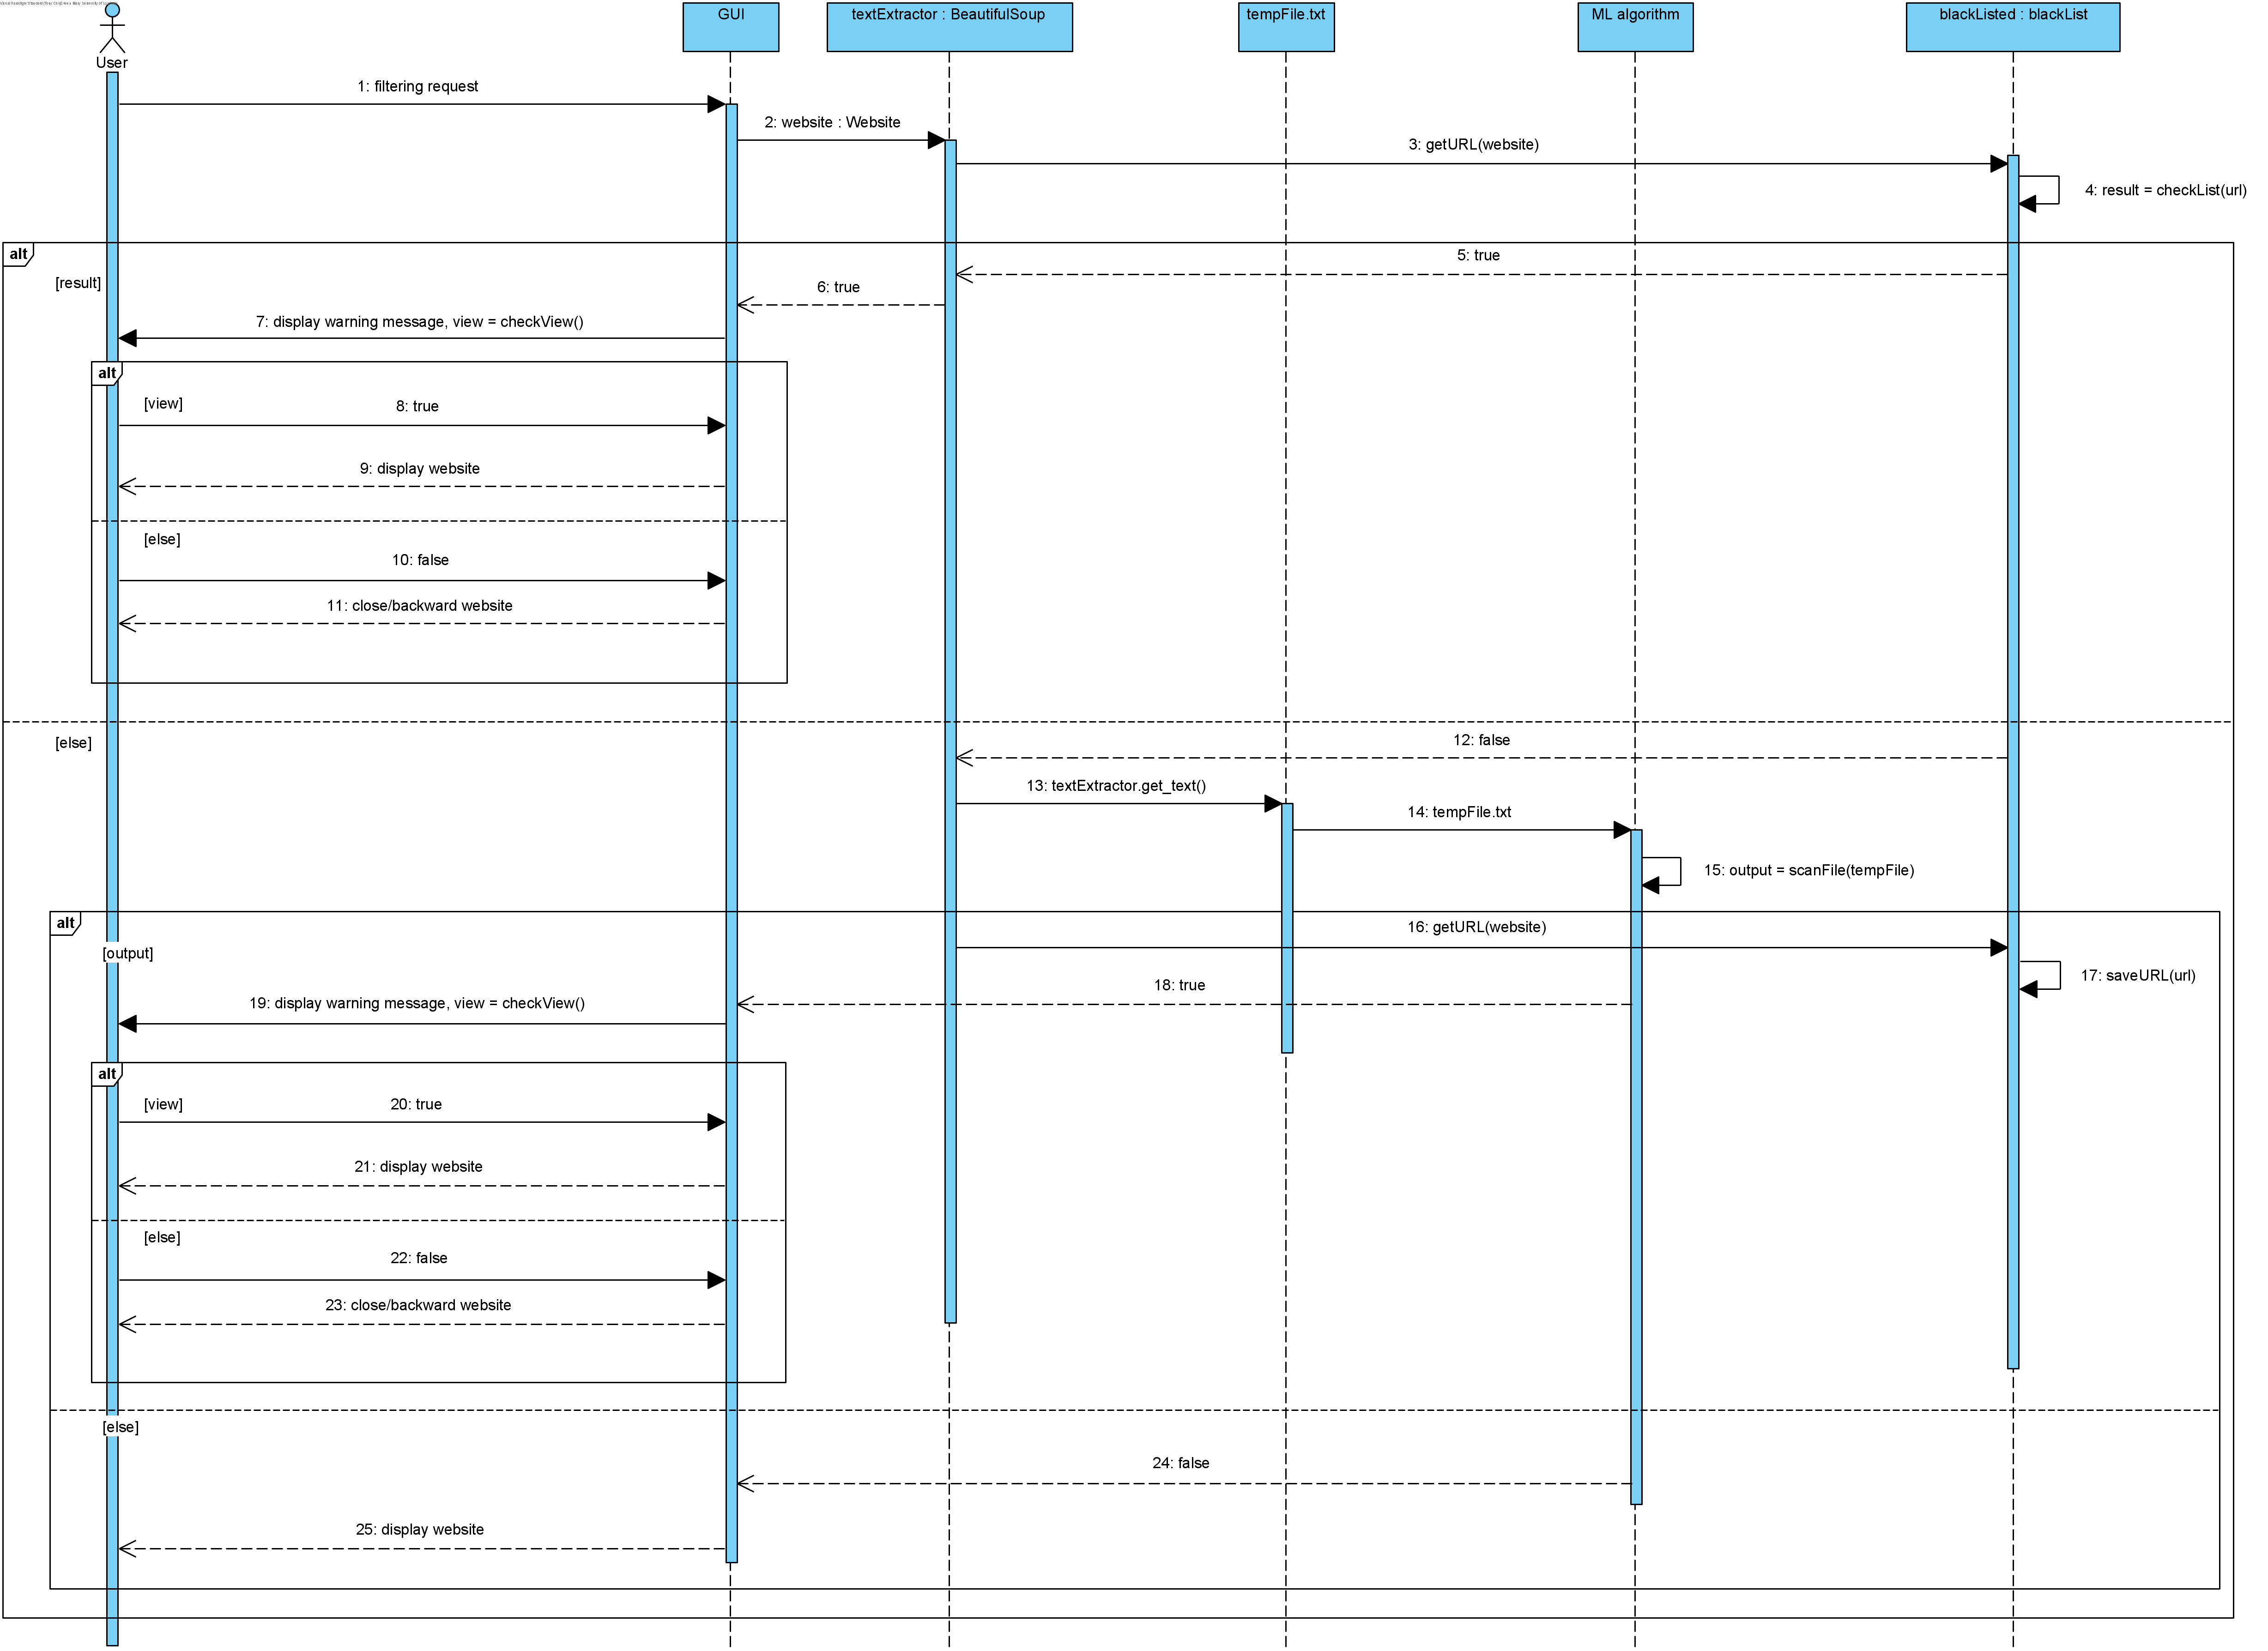 User
GUI
textExtractor : BeautifulSoup
tempFile.txt
ML algorithm
blackListed : blackList
1: filtering request
2: website : Website
3: getURL(website)
4: result = checkList(url)
alt
[result]
5: true
6: true
7: display warning message, view = checkView()
alt
[view]
8: true
9: display website
[else]
10: false
11: close/backward website
[else]
12: false
13: textExtractor.get_text()
14: tempFile.txt
15: output = scanFile(tempFile)
alt
[output]
16: getURL(website)
17: saveURL(url)
18: true
19: display warning message, view = checkView()
alt
[view]
20: true
21: display website
[else]
22: false
23: close/backward website
[else]
24: false
25: display website